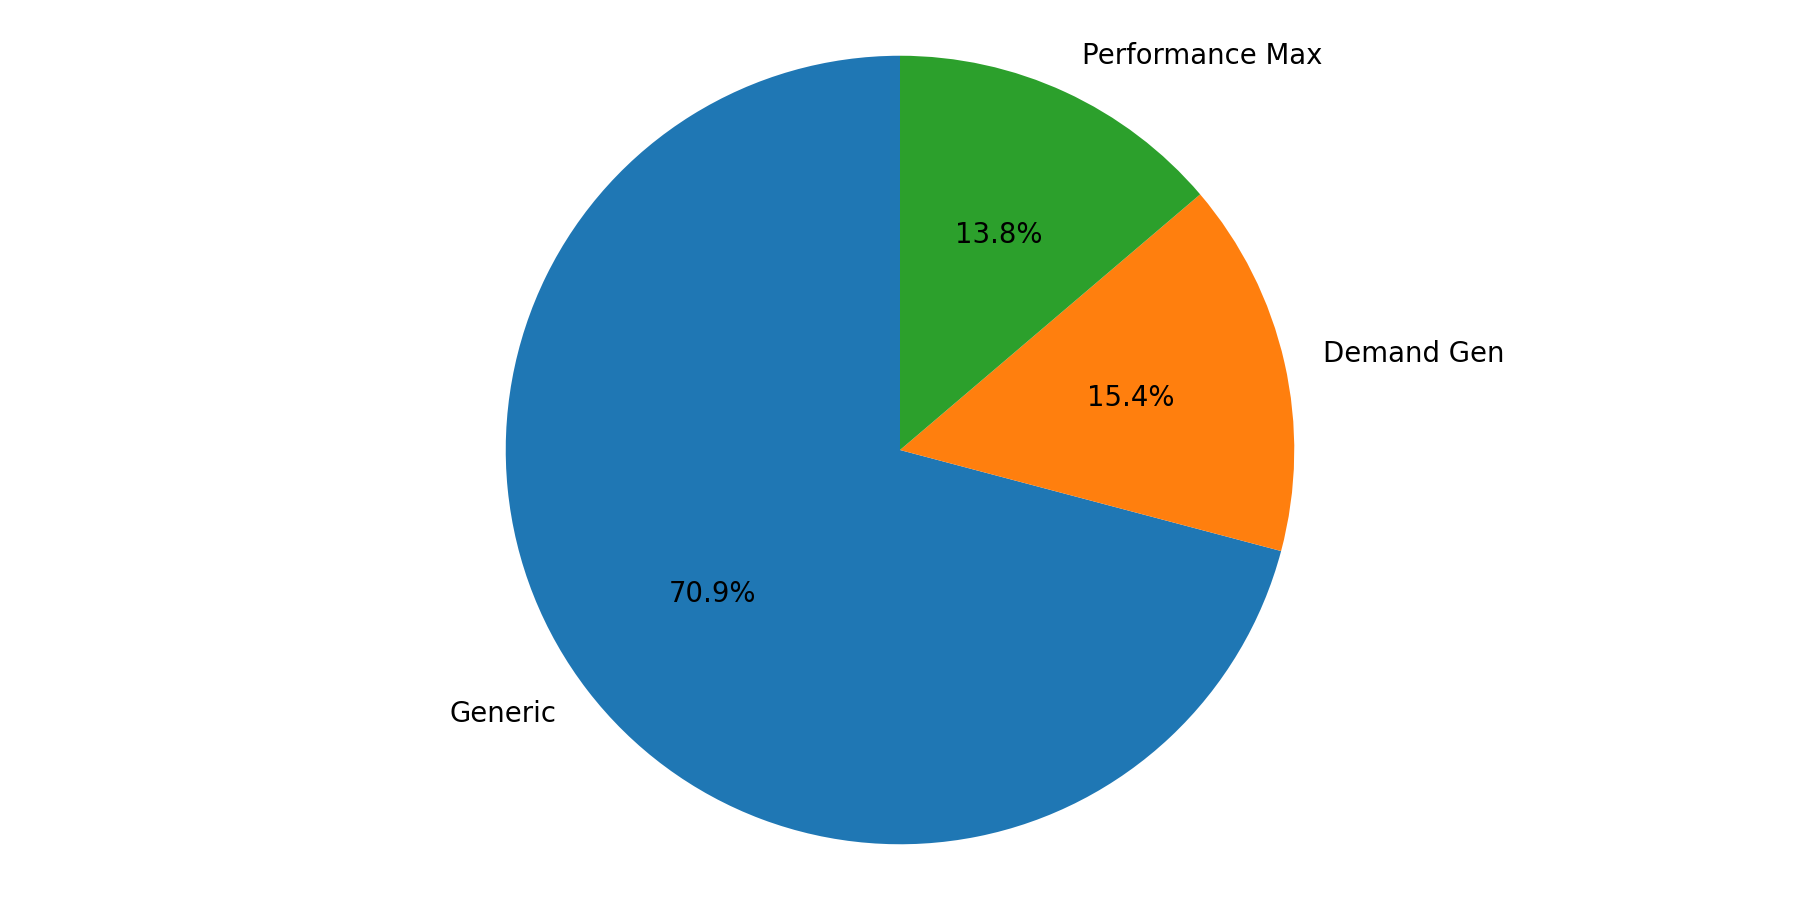 Performance Max
13.8%
Demand Gen
15.4%
70.9%
Generic